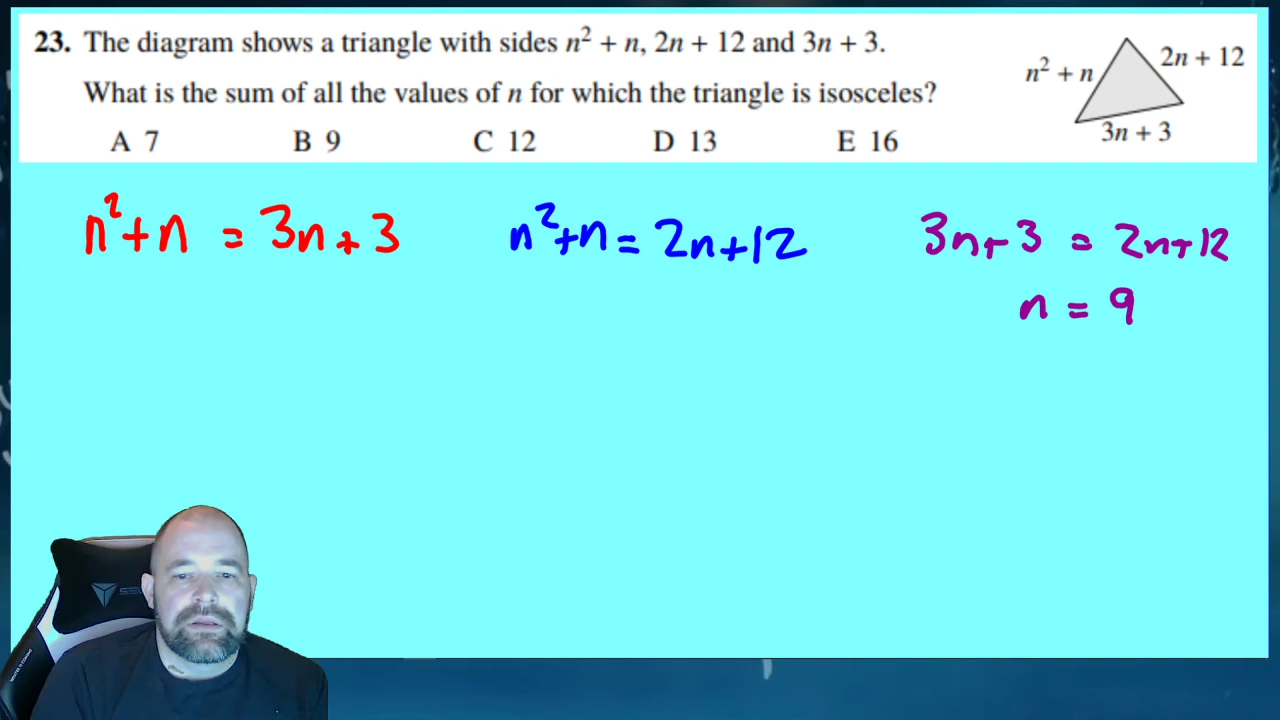 23. The diagram shows a triangle with sides n² + n, 2n + 12 and 3n + 3.
What is the sum of all the values of n for which the triangle is isosceles?
A 7 B 9 C 12 D 13 E 16
n² + n
2n + 12
3n + 3
n²+n = 3n+3
n²+n = 2n+12
3n+3 = 2n+12
n = 9